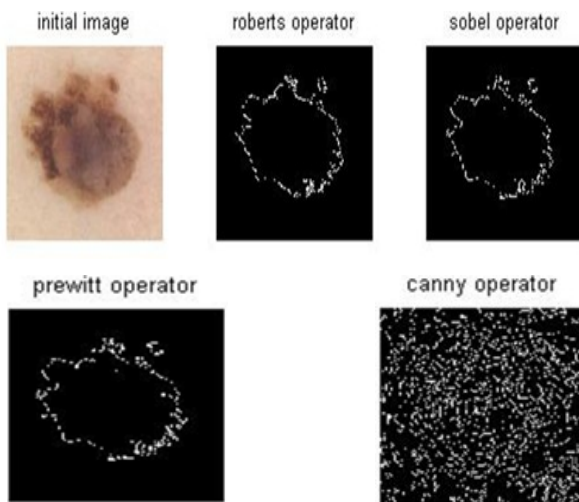 initial image
roberts operator
sobel operator
prewitt operator
canny operator